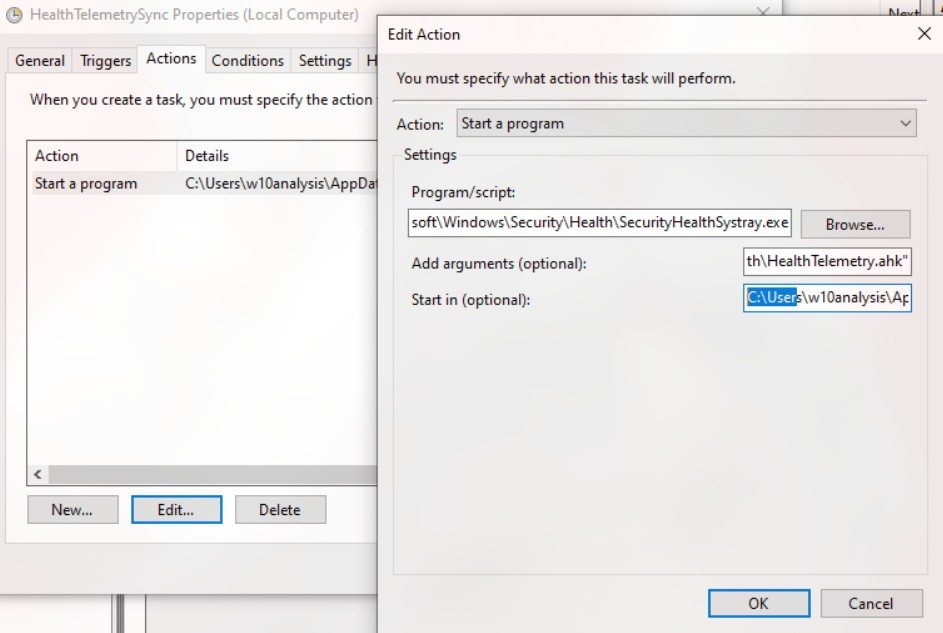 HealthTelemetrySync Properties (Local Computer)
General Triggers Actions Conditions Settings H
When you create a task, you must specify the action
Action Details
Start a program C:\Users\w10analysis\AppDat
New... Edit... Delete
Next
Edit Action
You must specify what action this task will perform.
Action: Start a program
Settings
Program/script:
soft\Windows\Security\Health\SecurityHealthSystray.exe Browse...
Add arguments (optional): th\HealthTelemetry.ahk"
Start in (optional): C:\Users\w10analysis\Ap
OK Cancel